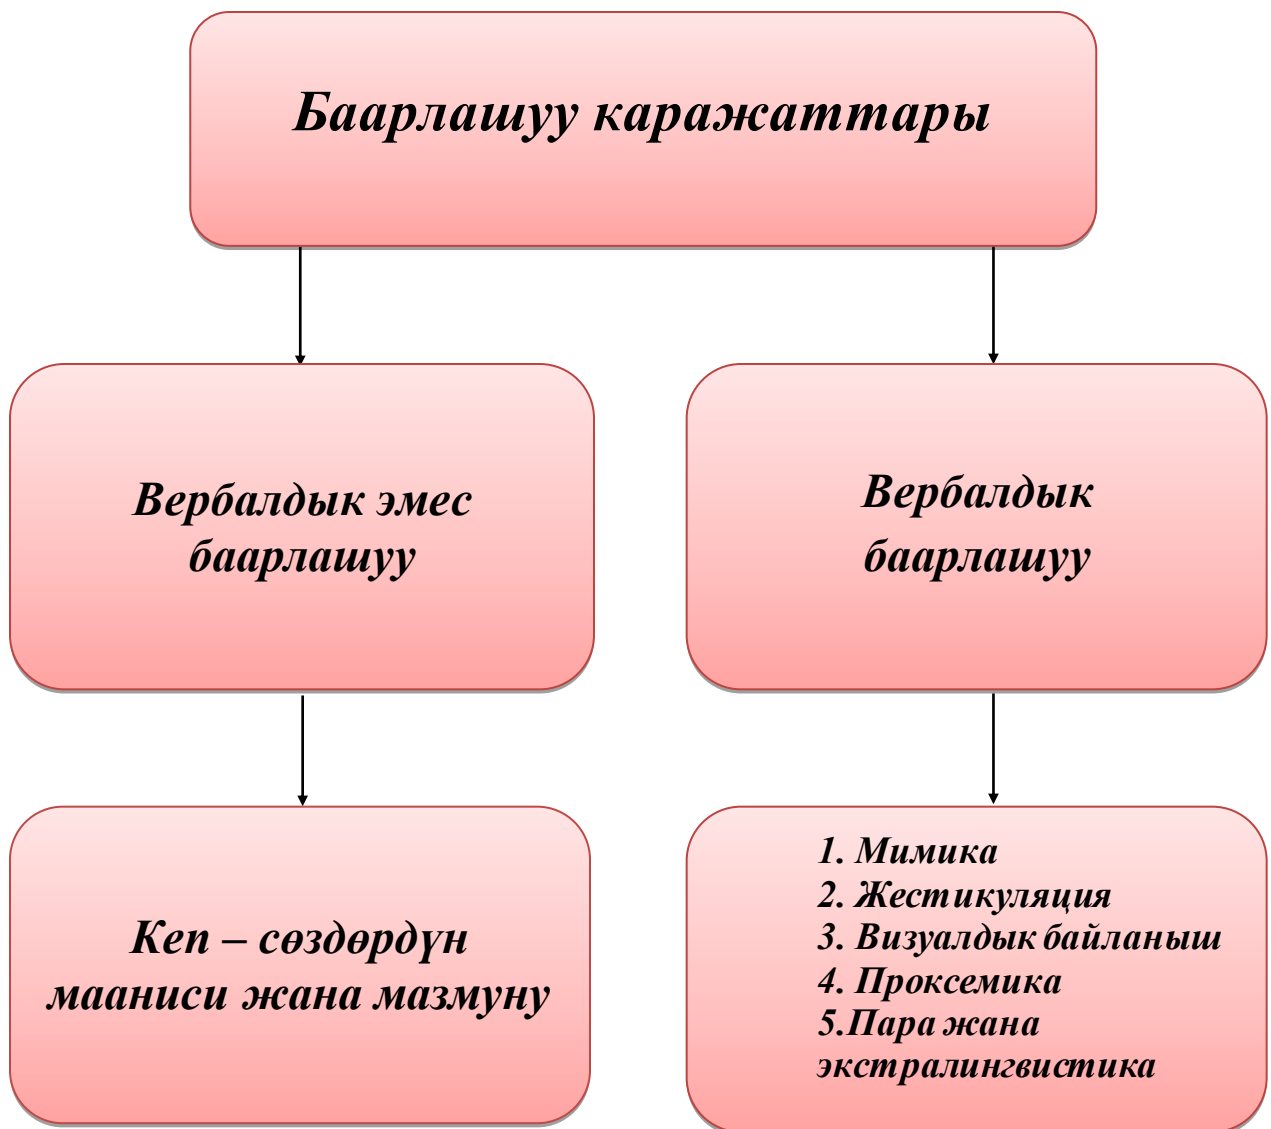 Баарлашуу каражаттары
Вербалдык эмес
баарлашуу
Вербалдык
баарлашуу
Кеп – сөздөрдүн
мааниси жана мазмуну
1. Мимика
2. Жестикуляция
3. Визуалдык байланыш
4. Проксемика
5.Пара жана
экстралингвистика